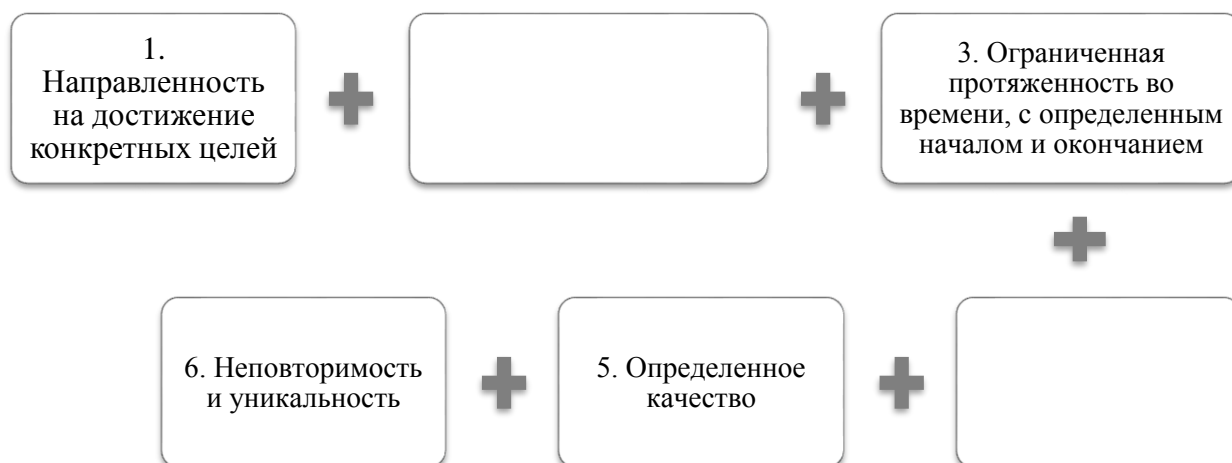 1.
Направленность
на достижение
конкретных целей
3. Ограниченная
протяженность во
времени, с определенным
началом и окончанием
6. Неповторимость
и уникальность
5. Определенное
качество